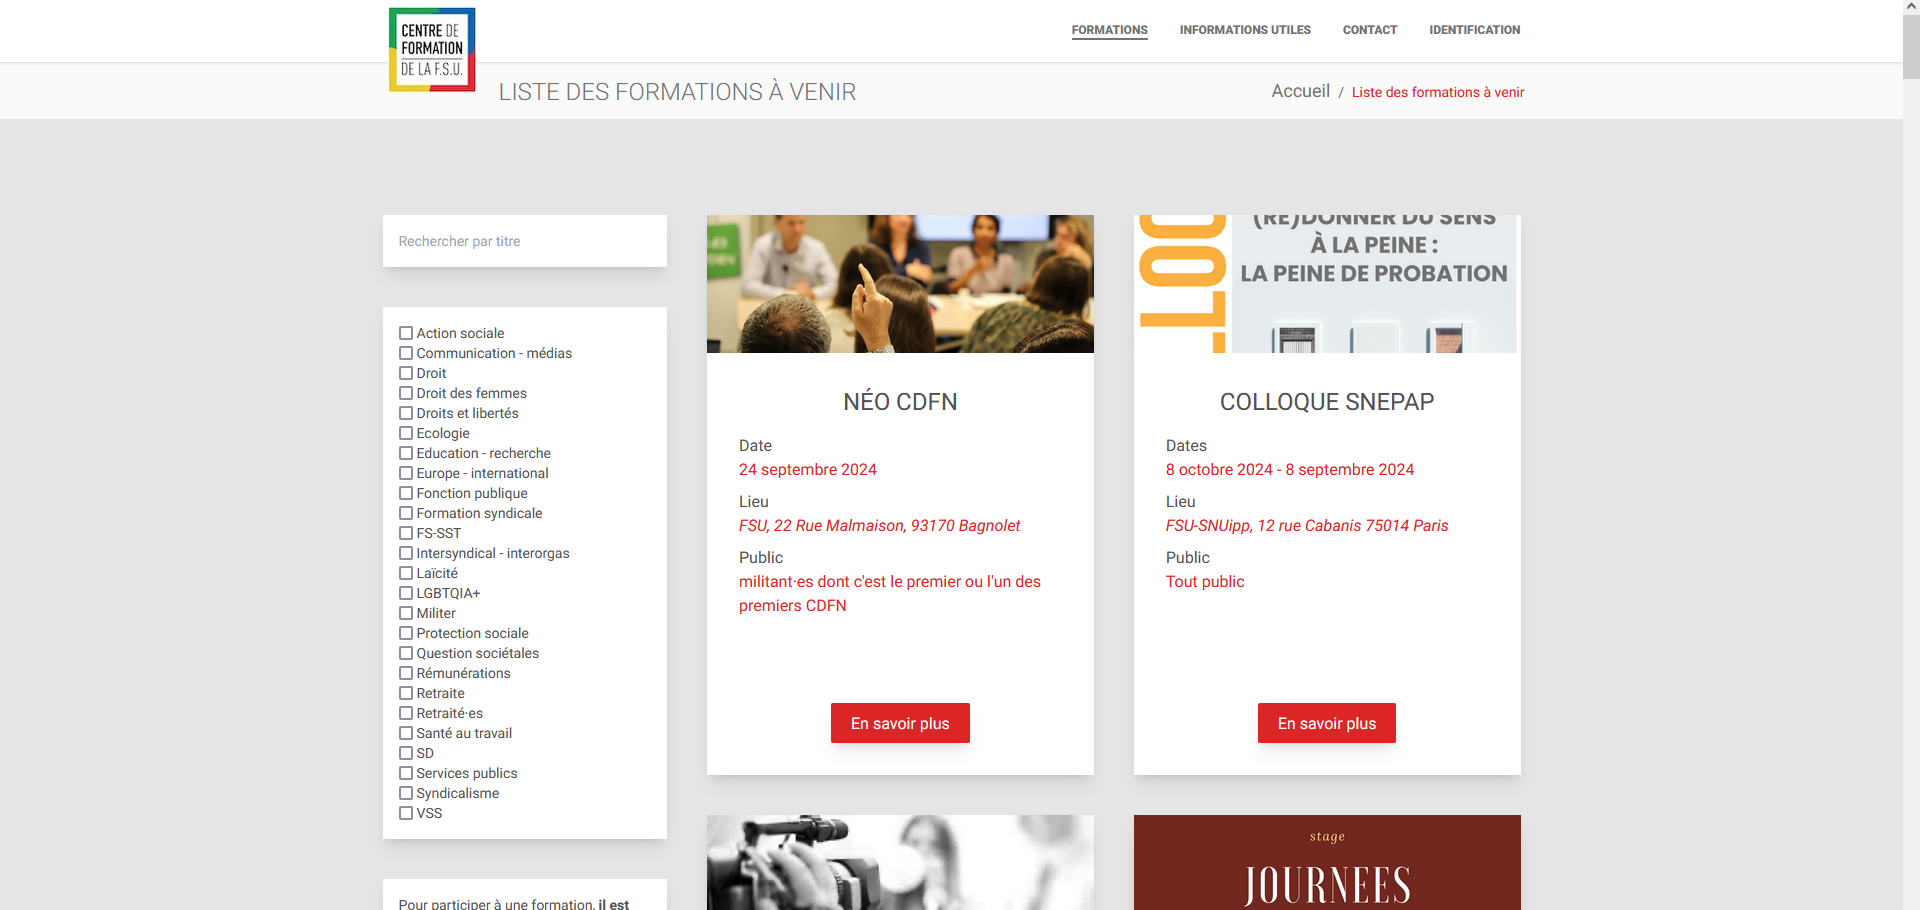 CENTRE DE
FORMATION
DE LA F.S.U.
FORMATIONS
INFORMATIONS UTILES
CONTACT
IDENTIFICATION
LISTE DES FORMATIONS À VENIR
Accueil / Liste des formations à venir
Rechercher par titre
Action sociale
Communication - médias
Droit
Droit des femmes
Droits et libertés
Ecologie
Education - recherche
Europe - international
Fonction publique
Formation syndicale
FS-SST
Intersyndical - interorgas
Laïcité
LGBTQIA+
Militer
Protection sociale
Question sociétales
Rémunérations
Retraite
Retraité·es
Santé au travail
SD
Services publics
Syndicalisme
VSS
Pour participer à une formation, il est
NÉO CDFN
Date
24 septembre 2024
Lieu
FSU, 22 Rue Malmaison, 93170 Bagnolet
Public
militant·es dont c'est le premier ou l'un des
premiers CDFN
En savoir plus
(RE)DONNER DU SENS
À LA PEINE :
LA PEINE DE PROBATION
COLLOQUE SNEPAP
Dates
8 octobre 2024 - 8 septembre 2024
Lieu
FSU-SNUipp, 12 rue Cabanis 75014 Paris
Public
Tout public
En savoir plus
stage
JOURNEES